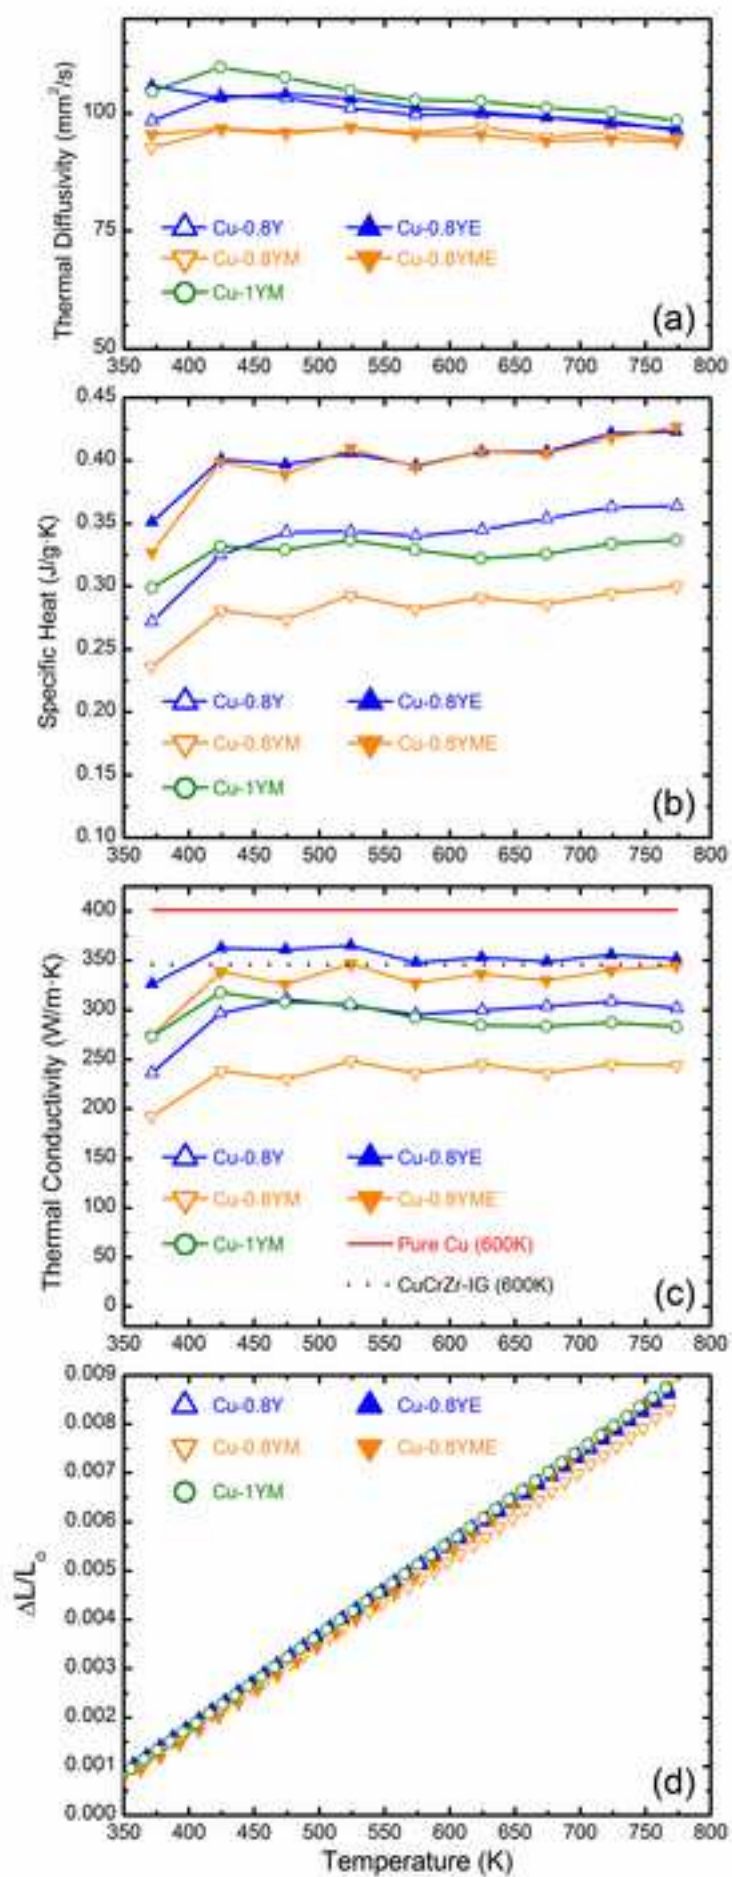 100
75
50
Thermal Diffusivity (mm²/s)
Cu-0.8Y Cu-0.8YE
Cu-0.8YM Cu-0.8YME
Cu-1YM
(a)
350 400 450 500 550 600 650 700 750 800
0.45
0.40
0.35
0.30
0.25
0.20
0.15
0.10
Specific Heat (J/g·K)
Cu-0.8Y Cu-0.8YE
Cu-0.8YM Cu-0.8YME
Cu-1YM
(b)
350 400 450 500 550 600 650 700 750 800
400
350
300
250
200
150
100
50
0
Thermal Conductivity (W/m·K)
Cu-0.8Y Cu-0.8YE
Cu-0.8YM Cu-0.8YME
Cu-1YM Pure Cu (600K)
CuCrZr-IG (600K)
(c)
350 400 450 500 550 600 650 700 750 800
0.009
0.008
0.007
0.006
0.005
0.004
0.003
0.002
0.001
0.000
ΔL/L₀
Cu-0.8Y Cu-0.8YE
Cu-0.8YM Cu-0.8YME
Cu-1YM
(d)
350 400 450 500 550 600 650 700 750 800
Temperature (K)